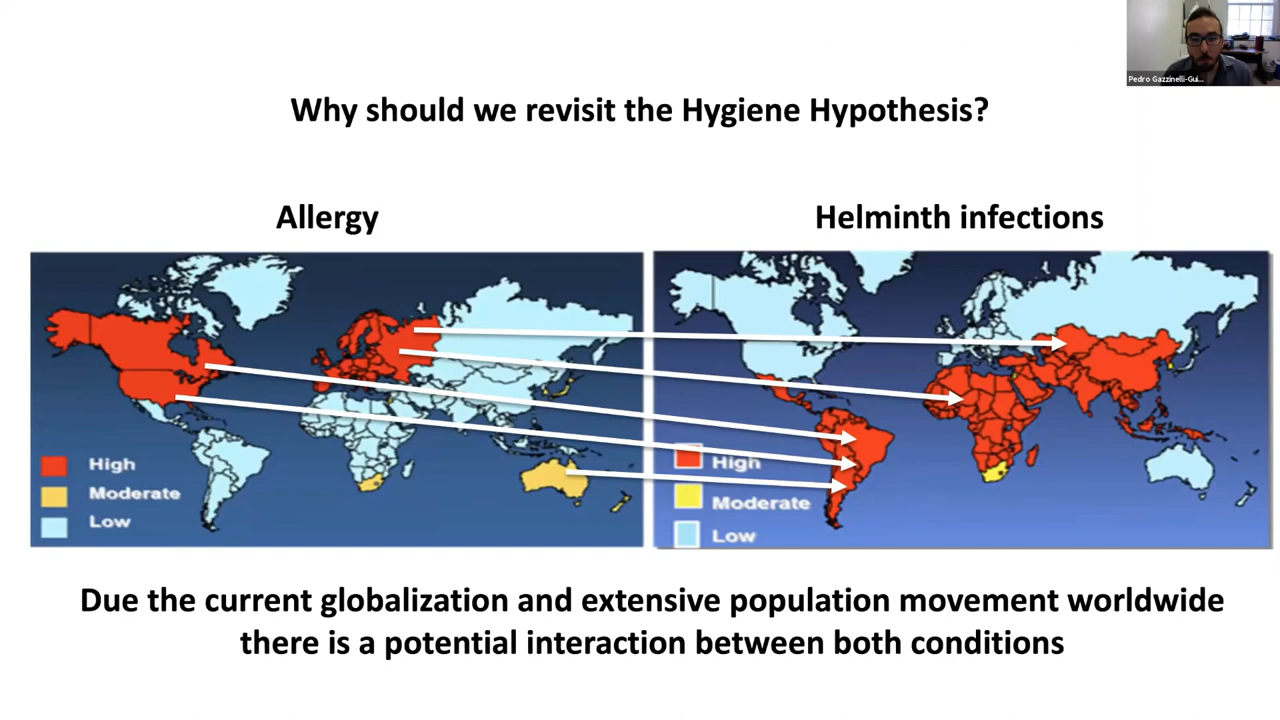 Pedro Gazzinelli-Gui...
Why should we revisit the Hygiene Hypothesis?
Allergy
Helminth infections
High
Moderate
Low
High
Moderate
Low
Due the current globalization and extensive population movement worldwide
there is a potential interaction between both conditions